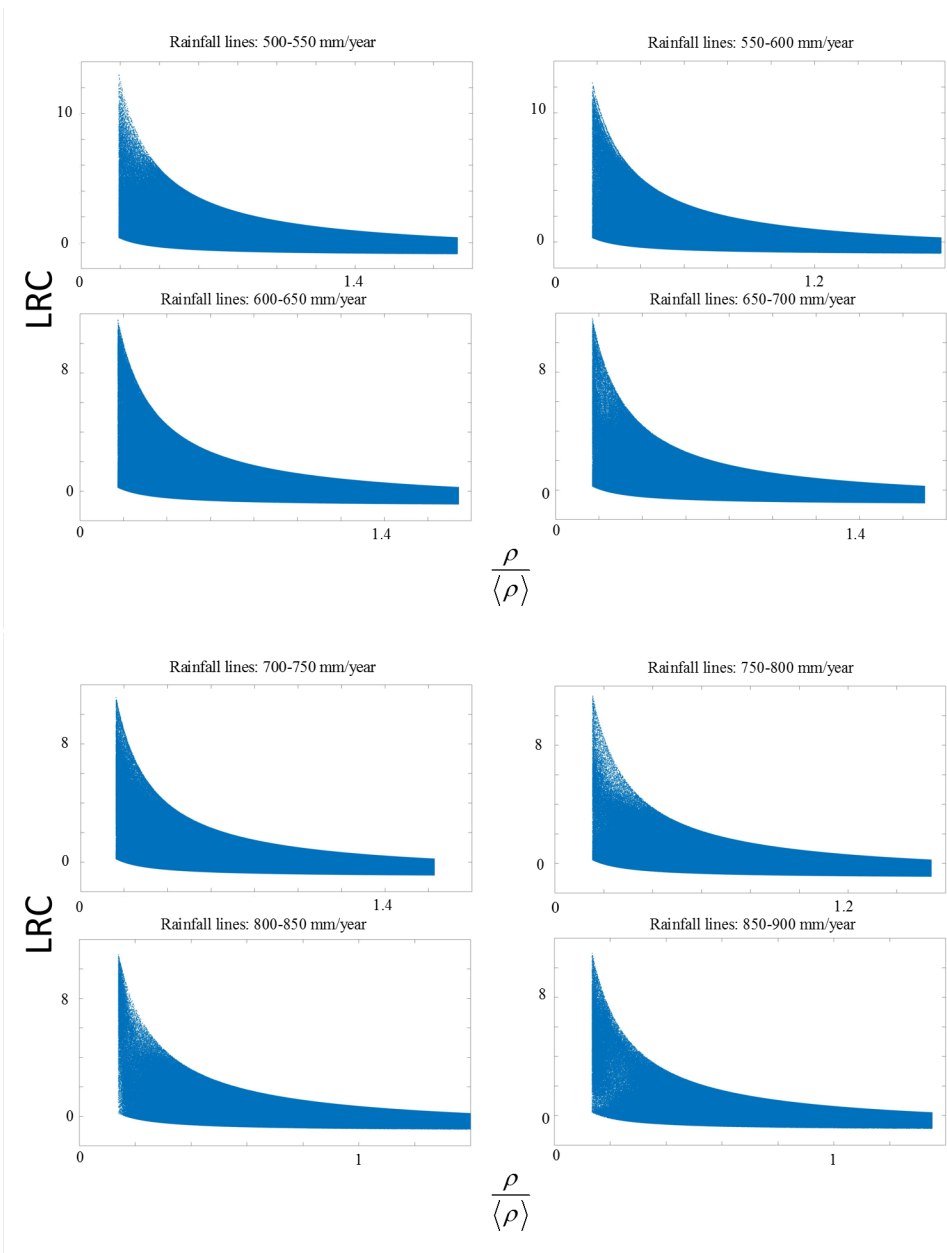 Rainfall lines: 500-550 mm/year
Rainfall lines: 550-600 mm/year
10
0
0
1.4
10
0
0
1.2
LRC
Rainfall lines: 600-650 mm/year
Rainfall lines: 650-700 mm/year
8
0
0
1.4
8
0
0
1.4
ρ
⟨ρ⟩
Rainfall lines: 700-750 mm/year
Rainfall lines: 750-800 mm/year
8
0
0
1.4
8
0
0
1.2
LRC
Rainfall lines: 800-850 mm/year
Rainfall lines: 850-900 mm/year
8
0
0
1
8
0
0
1
ρ
⟨ρ⟩